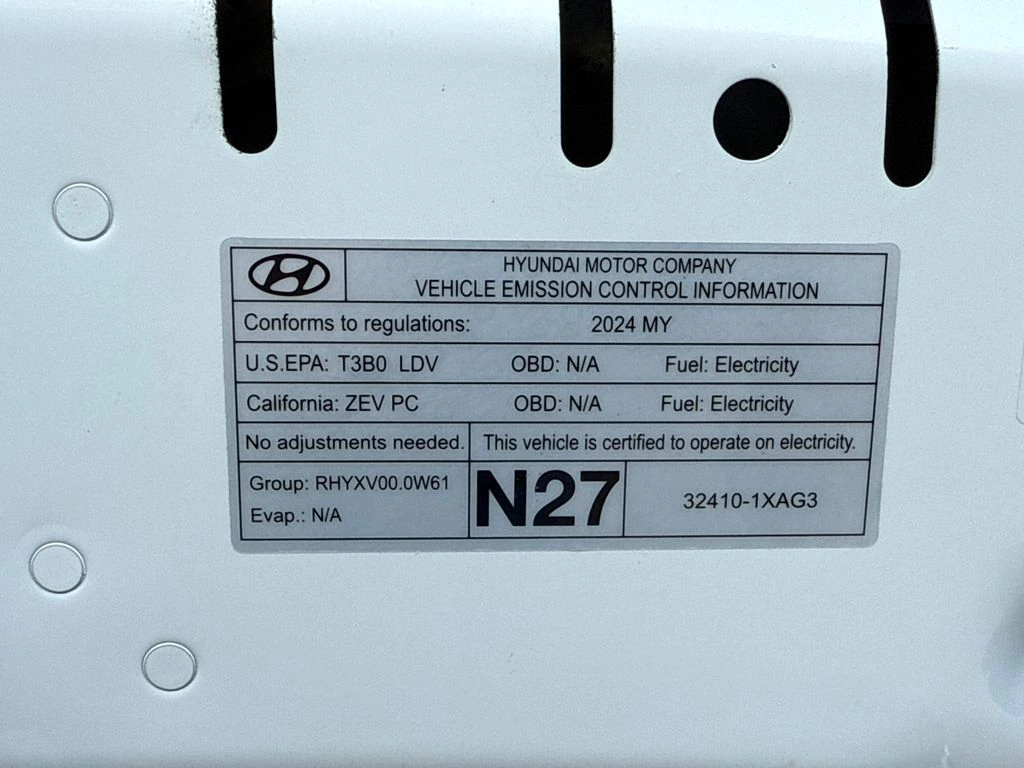 HYUNDAI MOTOR COMPANY
VEHICLE EMISSION CONTROL INFORMATION
Conforms to regulations: 2024 MY
U.S.EPA: T3B0 LDV OBD: N/A Fuel: Electricity
California: ZEV PC OBD: N/A Fuel: Electricity
No adjustments needed. This vehicle is certified to operate on electricity.
Group: RHYXV00.0W61
Evap.: N/A
N27
32410-1XAG3